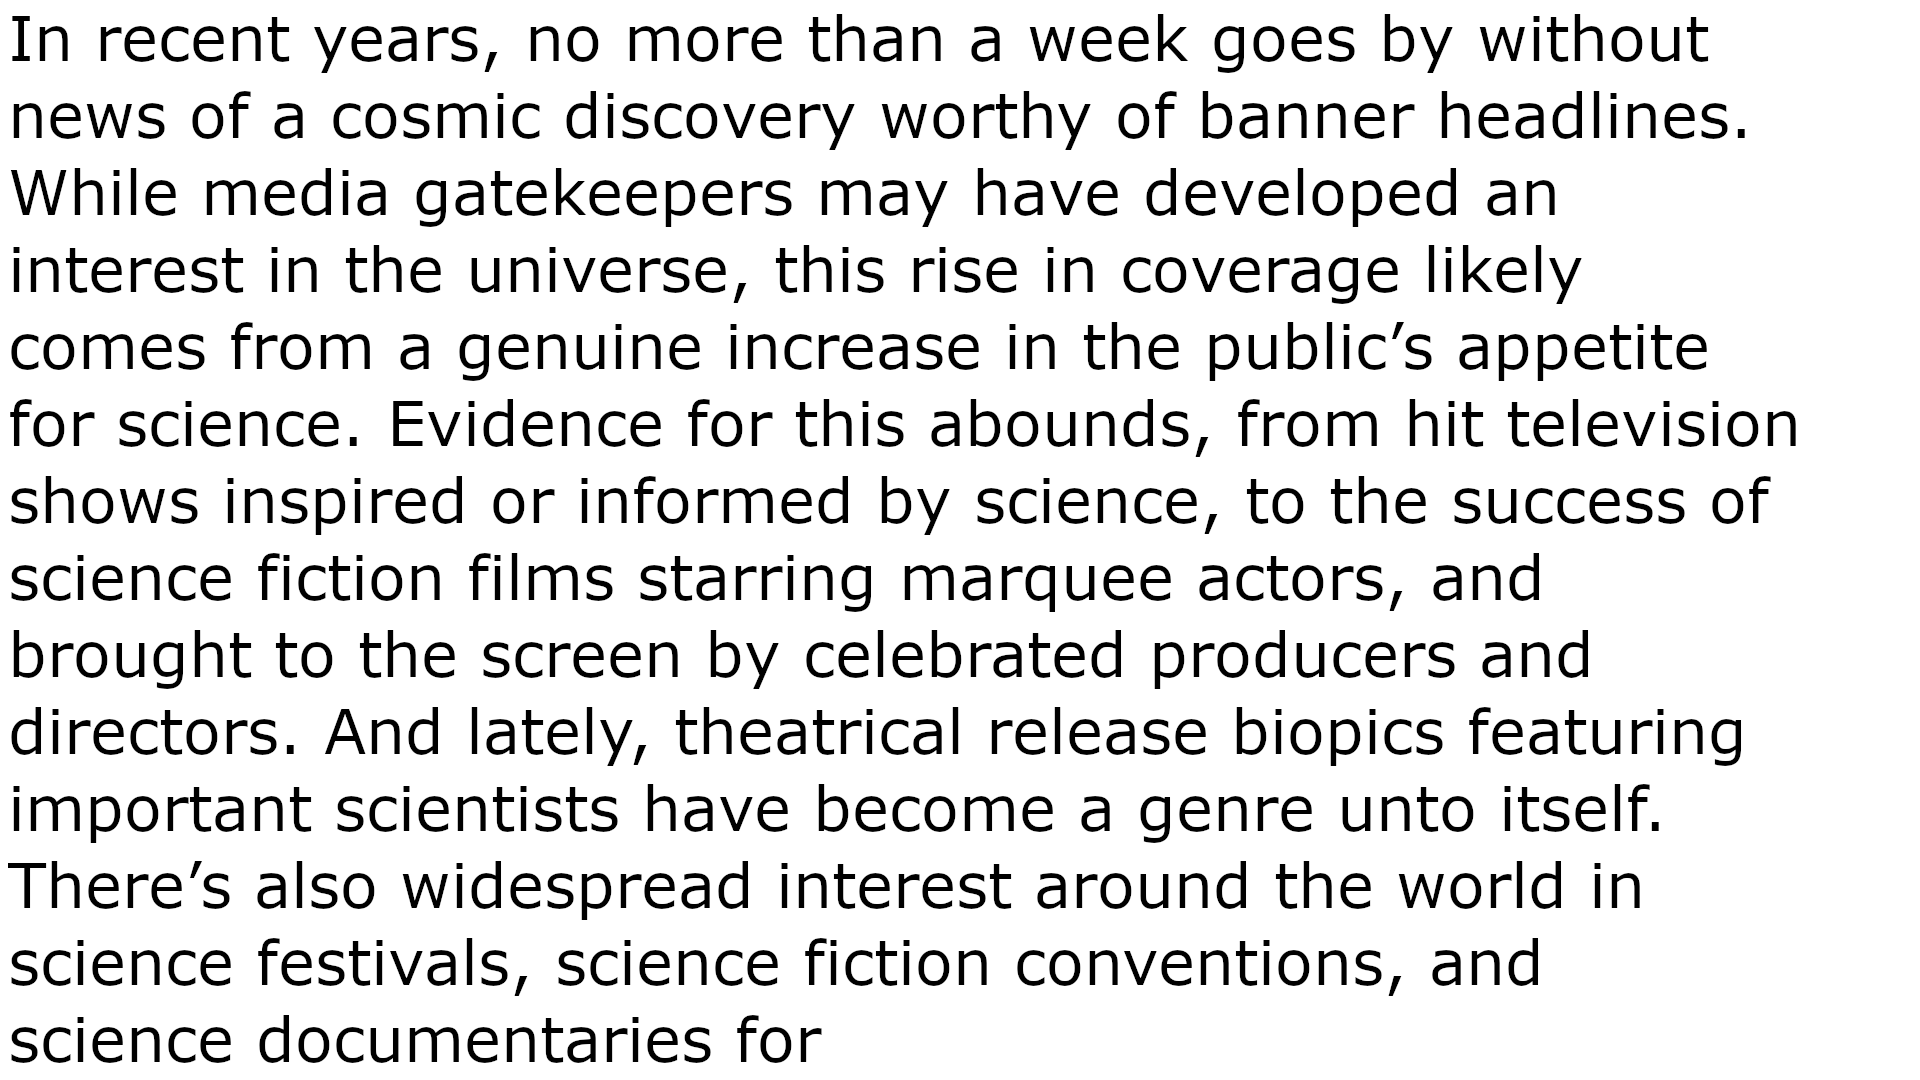 In recent years, no more than a week goes by without
news of a cosmic discovery worthy of banner headlines.
While media gatekeepers may have developed an
interest in the universe, this rise in coverage likely
comes from a genuine increase in the public’s appetite
for science. Evidence for this abounds, from hit television
shows inspired or informed by science, to the success of
science fiction films starring marquee actors, and
brought to the screen by celebrated producers and
directors. And lately, theatrical release biopics featuring
important scientists have become a genre unto itself.
There’s also widespread interest around the world in
science festivals, science fiction conventions, and
science documentaries for